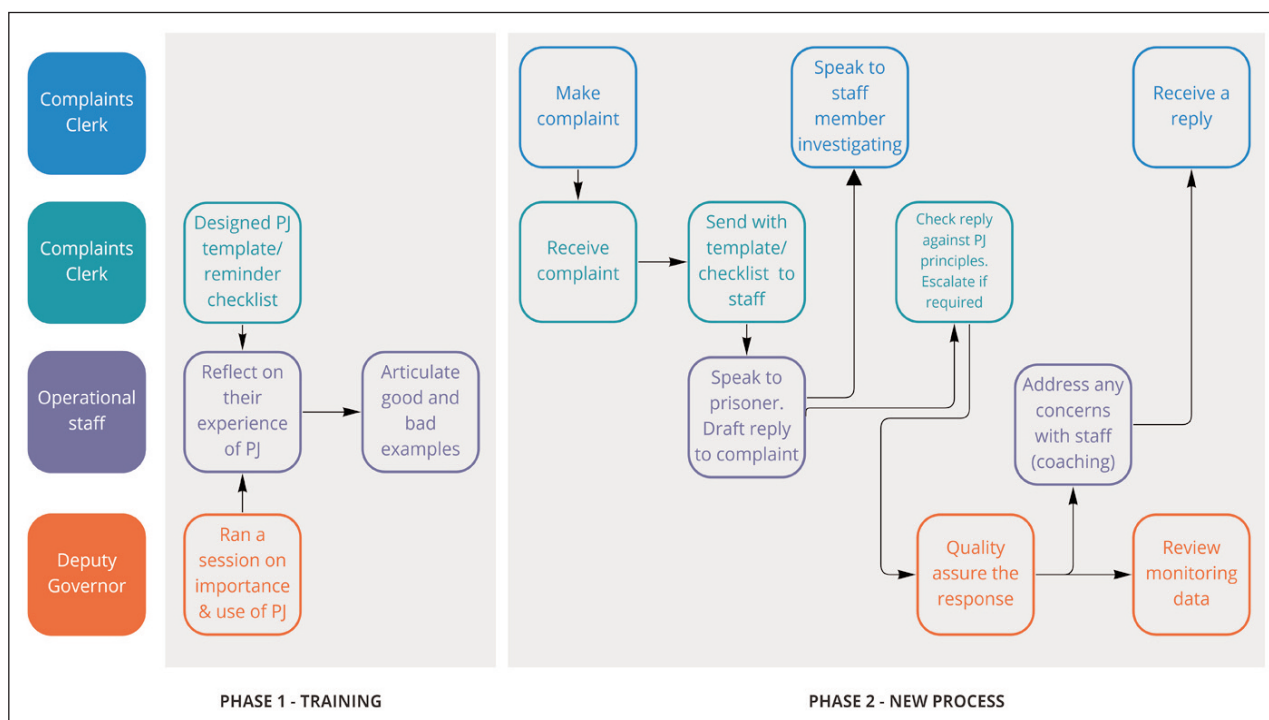 Complaints
Clerk
Make
complaint
Speak to
staff
member
investigating
Receive a
reply
Complaints
Clerk
Designed PJ
template/
reminder
checklist
Receive
complaint
Send with
template/
checklist to
staff
Check reply
against PJ
principles.
Escalate if
required
Operational
staff
Reflect on
their
experience
of PJ
Articulate
good and
bad
examples
Speak to
prisoner.
Draft reply
to complaint
Address any
concerns
with staff
(coaching)
Deputy
Governor
Ran a
session on
importance
& use of PJ
Quality
assure the
response
Review
monitoring
data
PHASE 1 - TRAINING
PHASE 2 - NEW PROCESS